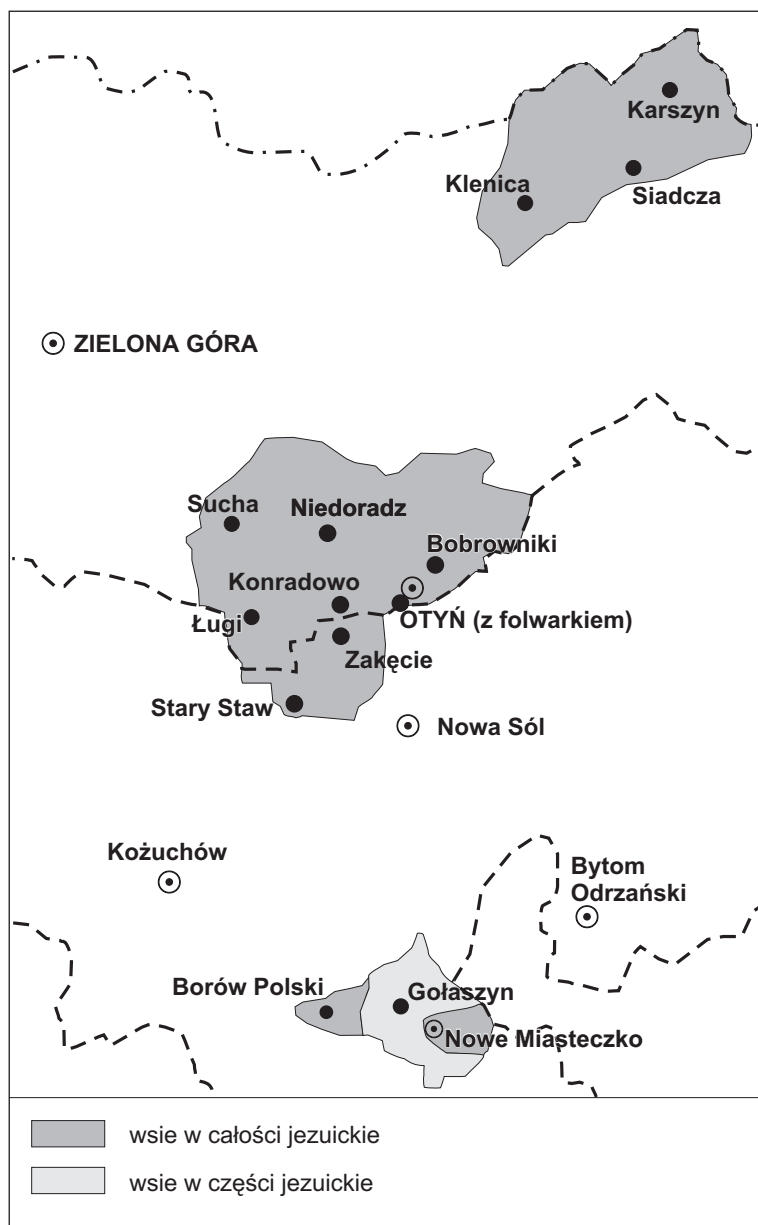 Karszyn
Klenica
Siadcza
ZIELONA GÓRA
Sucha
Niedoradz
Bobrowniki
Konradowo
Ługi
OTYŃ (z folwarkiem)
Zakęcie
Stary Staw
Nowa Sól
Kożuchów
Bytom
Odrzański
Borów Polski
Gołaszyn
Nowe Miasteczko
wsie w całości jezuickie
wsie w części jezuickie